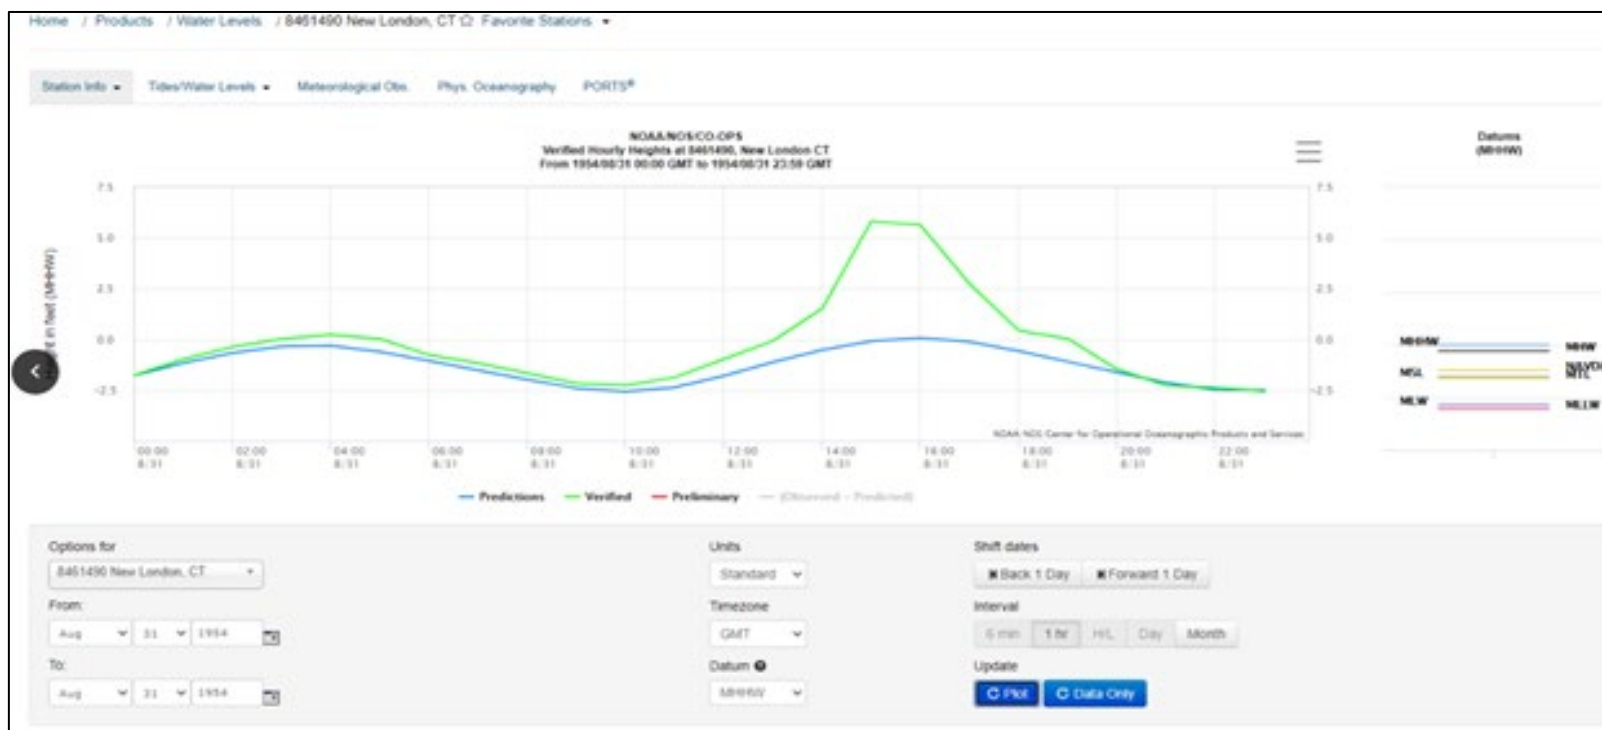 Home / Products / Water Levels / 8461490 New London, CT ☆ Favorite Stations
Station Info Tides/Water Levels Meteorological Obs. Phys. Oceanography PORTS®
NOAA/NOS/CO-OPS
Verified Hourly Heights at 8461490, New London CT
From 1954/08/31 00:00 GMT to 1954/08/31 23:59 GMT
Datums
(MHHW)
7.5 7.5
5.0 5.0
2.5 2.5
0.0 0.0
-2.5 -2.5
in feet (MHHW)
MHHW MHW
MSL MTL
MLW MLLW
NOAA/NOS/Center for Operational Oceanographic Products and Services
00:00 02:00 04:00 06:00 08:00 10:00 12:00 14:00 16:00 18:00 20:00 22:00
8/31 8/31 8/31 8/31 8/31 8/31 8/31 8/31 8/31 8/31 8/31 8/31
Predictions Verified Preliminary (Observed - Predicted)
Options for Units Shift dates
8461490 New London, CT Standard Back 1 Day Forward 1 Day
From: Timezone Interval
Aug 31 1954 GMT 6 min 1 hr H/L Day Month
To: Datum Update
Aug 31 1954 MHHW Plot Data Only